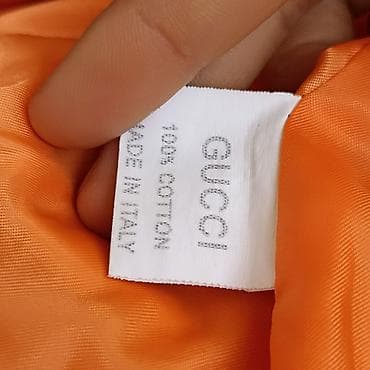 GUCCI
100% COTTON
MADE IN ITALY